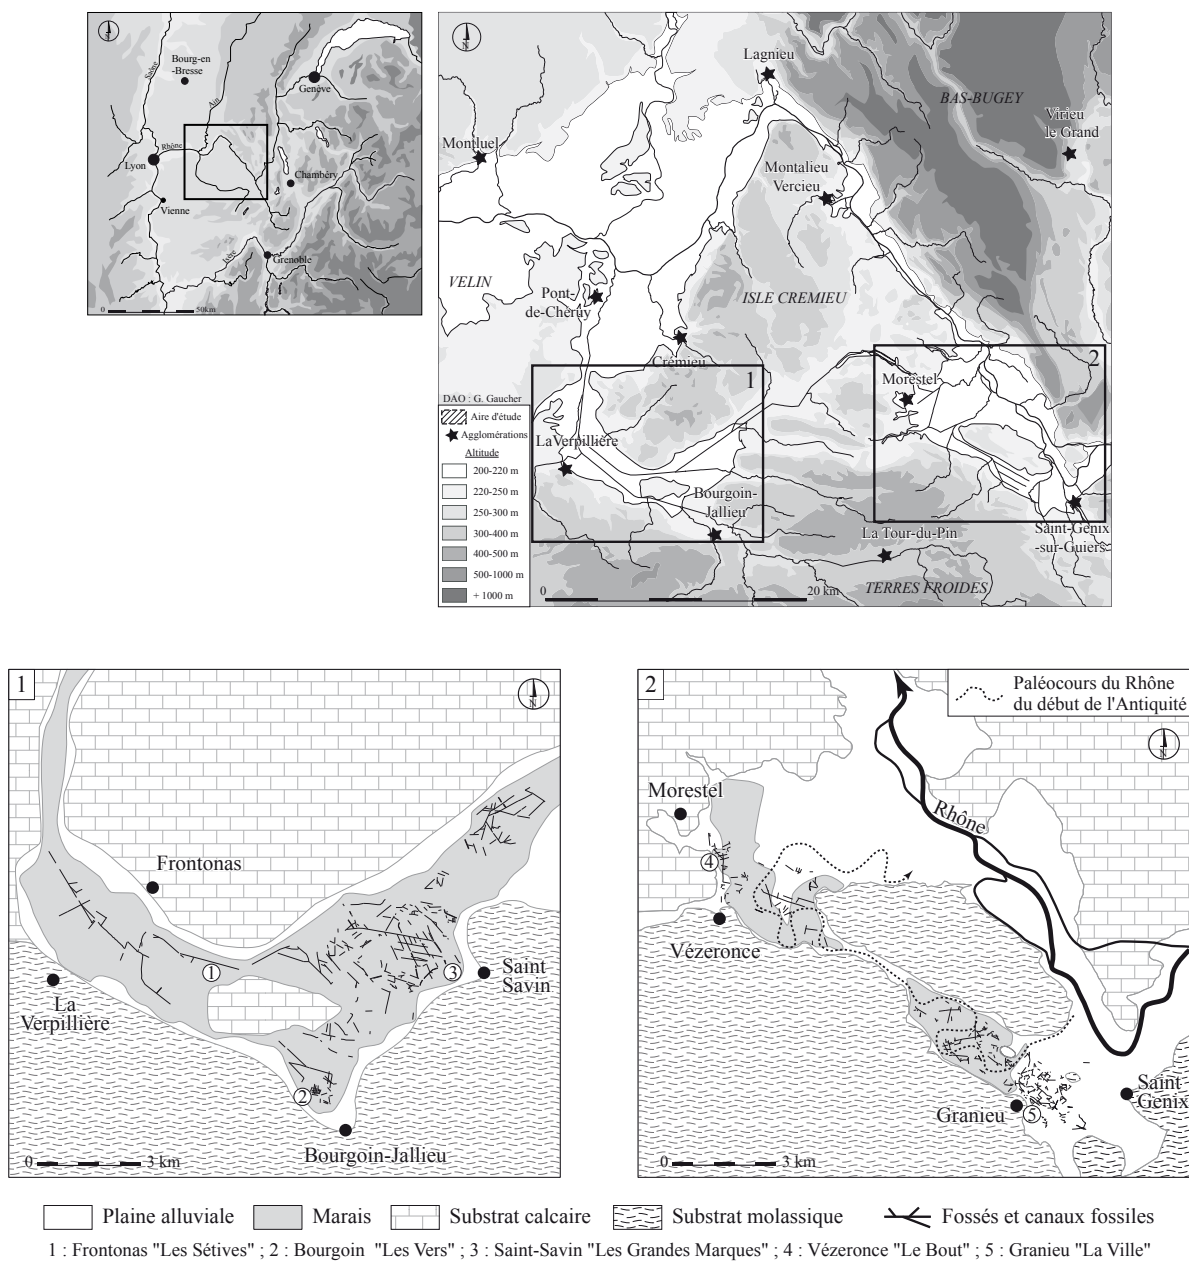 N
Bourg-en
-Bresse
Saône
Ain
Genève
Rhône
Lyon
Chambéry
Vienne
Isère
Grenoble
0
50km
N
Lagnieu
BAS-BUGEY
Virieu
le Grand
Montluel
Montalieu
Vercieu
VELIN
ISLE CREMIEU
Pont-
de-Chéruy
Crémieu
1
2
Morestel
DAO : G. Gaucher
Aire d'étude
Agglomérations
Altitude
200-220 m
220-250 m
250-300 m
300-400 m
400-500 m
500-1000 m
+ 1000 m
La Verpillière
Bourgoin-
Jallieu
La Tour-du-Pin
Saint-Genix
-sur-Guiers
TERRES FROIDES
0
20 km
1
N
Frontonas
1
3
Saint
Savin
La
Verpillière
2
Bourgoin-Jallieu
0
3 km
2
Paléocours du Rhône
du début de l'Antiquité
N
Morestel
Rhône
4
Vézeronce
Saint
Genix
Granieu
5
0
3 km
Plaine alluviale
Marais
Substrat calcaire
Substrat molassique
Fossés et canaux fossiles
1 : Frontonas "Les Sétives" ; 2 : Bourgoin "Les Vers" ; 3 : Saint-Savin "Les Grandes Marques" ; 4 : Vézeronce "Le Bout" ; 5 : Granieu "La Ville"